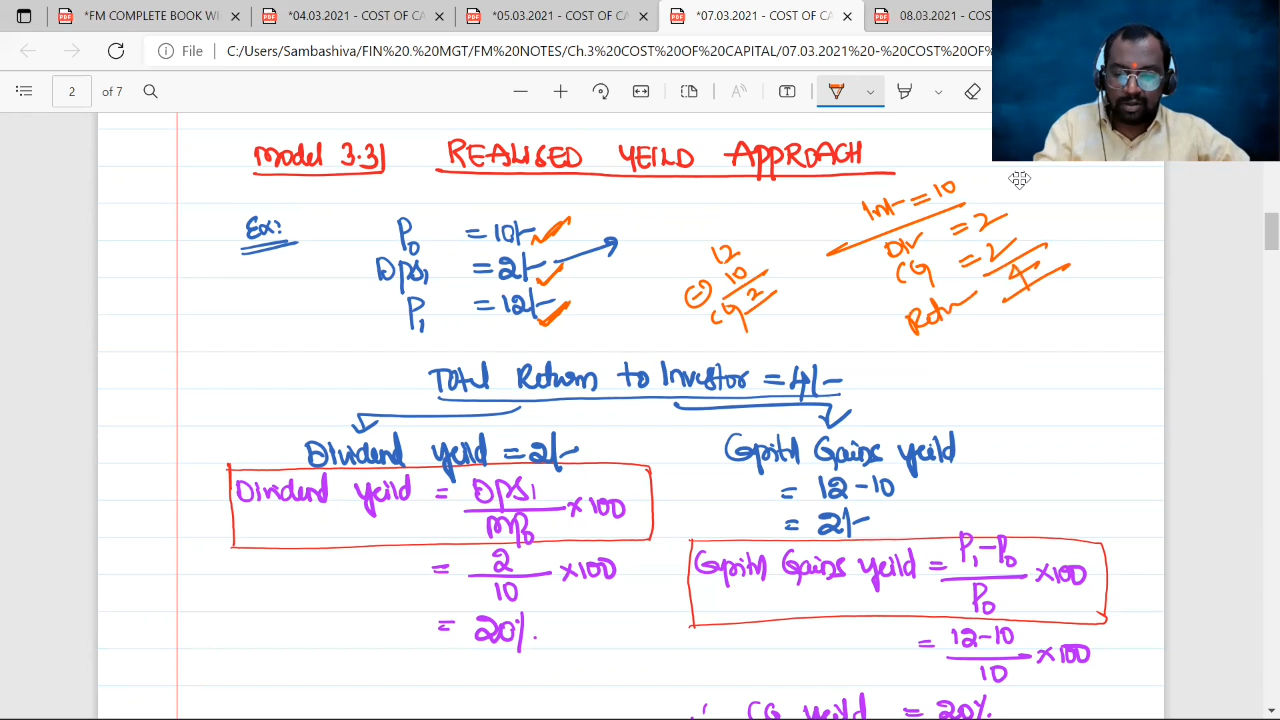 *FM COMPLETE BOOK WI
*04.03.2021 - COST OF CA
*05.03.2021 - COST OF CA
*07.03.2021 - COST OF CA
08.03.2021 - COST OF CA
File
C:/Users/Sambashiva/FIN%20.%20MGT/FM%20NOTES/Ch.3%20COST%20OF%20CAPITAL/07.03.2021%20-%20COST%20OF%
2 of 7
Model 3.3) REALISED YEILD APPROACH
Ex:
P0 = 10/-
DPS1 = 2/-
P1 = 12/-
12
(-) 10
CG 2
Int = 10
Div = 2
CG = 2
Return 4
Total Return to Investor = 4/-
Dividend yeild = 2/-
Dividend yeild = DPS1 / MP0 × 100
= 2 / 10 × 100
= 20%.
Capital Gains yeild
= 12 - 10
= 2/-
Capital Gains yeild = P1 - P0 / P0 × 100
= 12 - 10 / 10 × 100
∴ CG yeild = 20%.